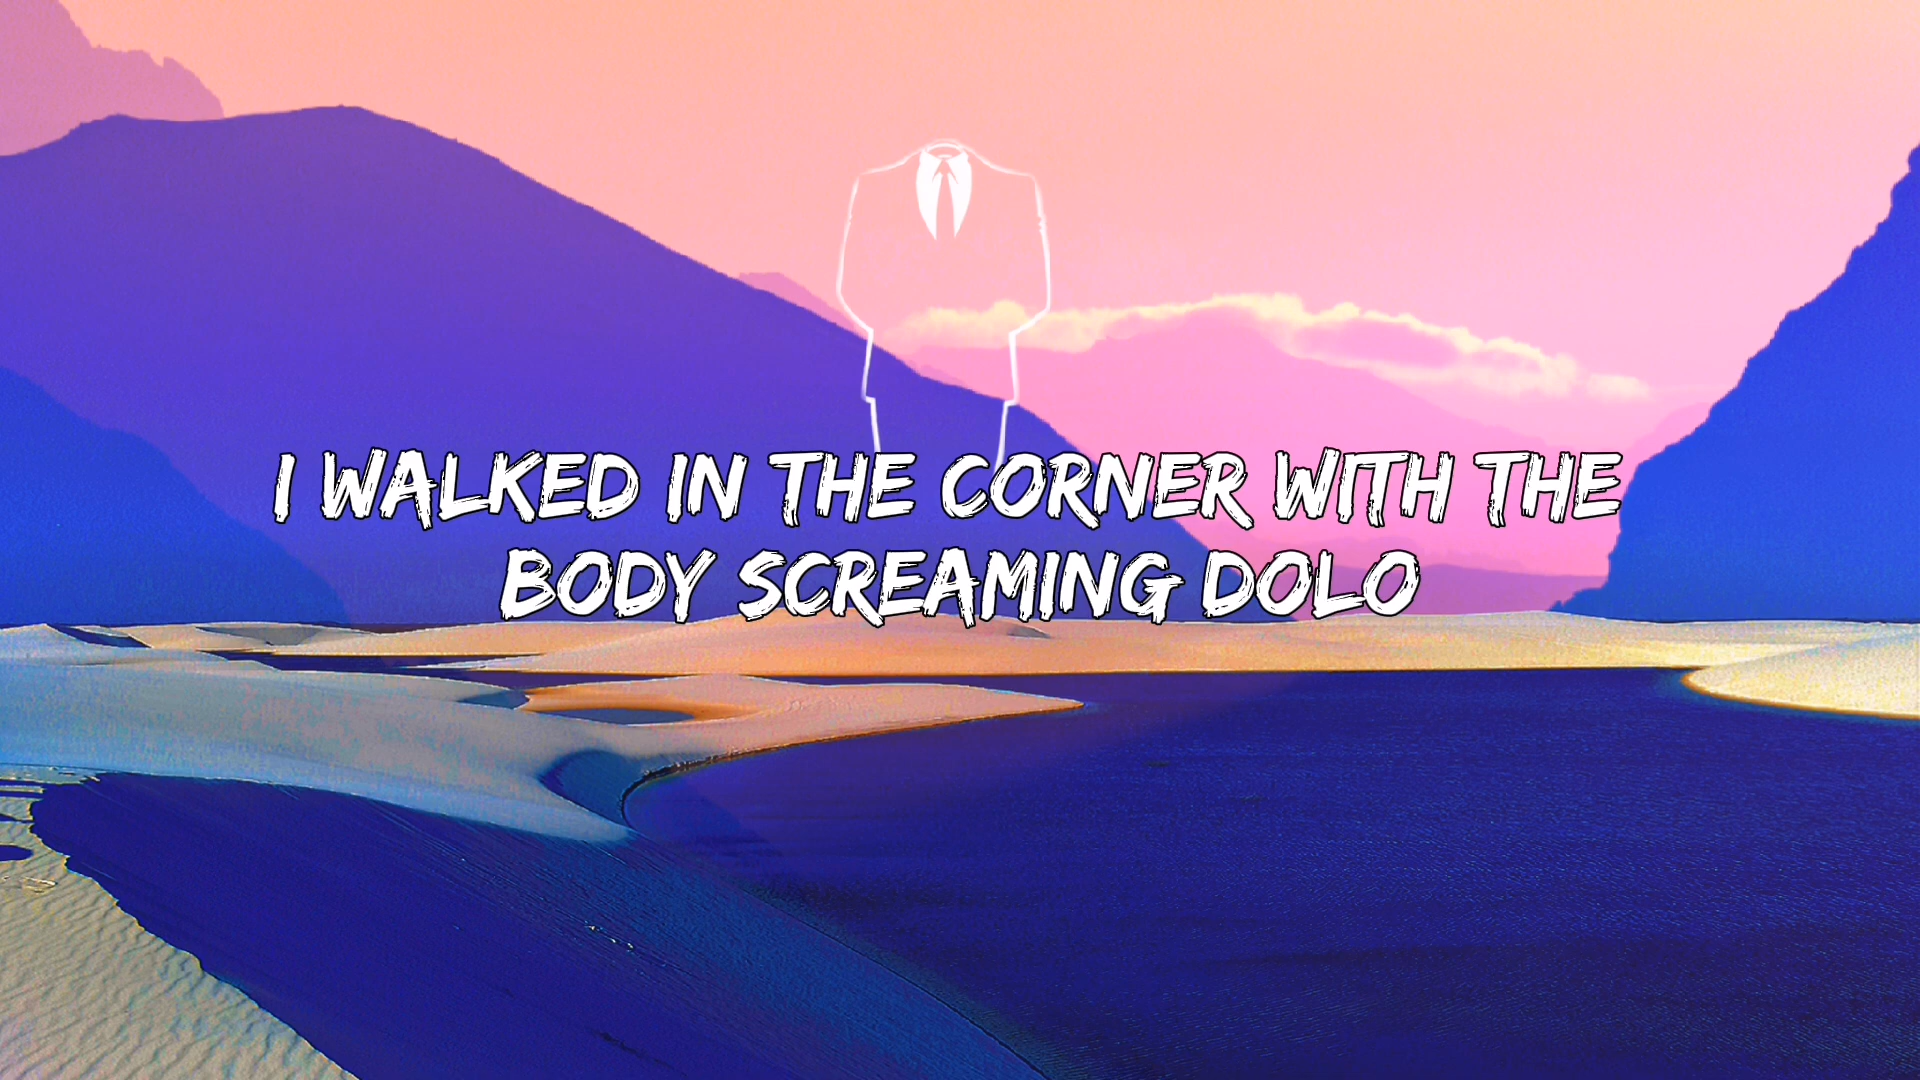 I WALKED IN THE CORNER WITH THE
BODY SCREAMING DOLO